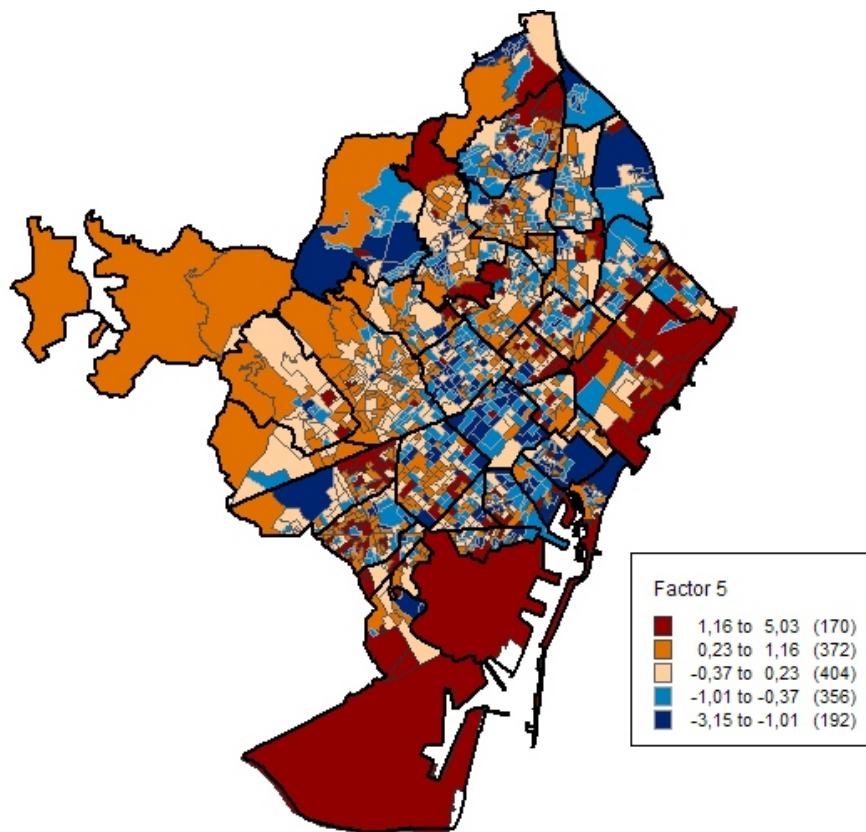 Factor 5
1,16 to 5,03 (170)
0,23 to 1,16 (372)
-0,37 to 0,23 (404)
-1,01 to -0,37 (356)
-3,15 to -1,01 (192)